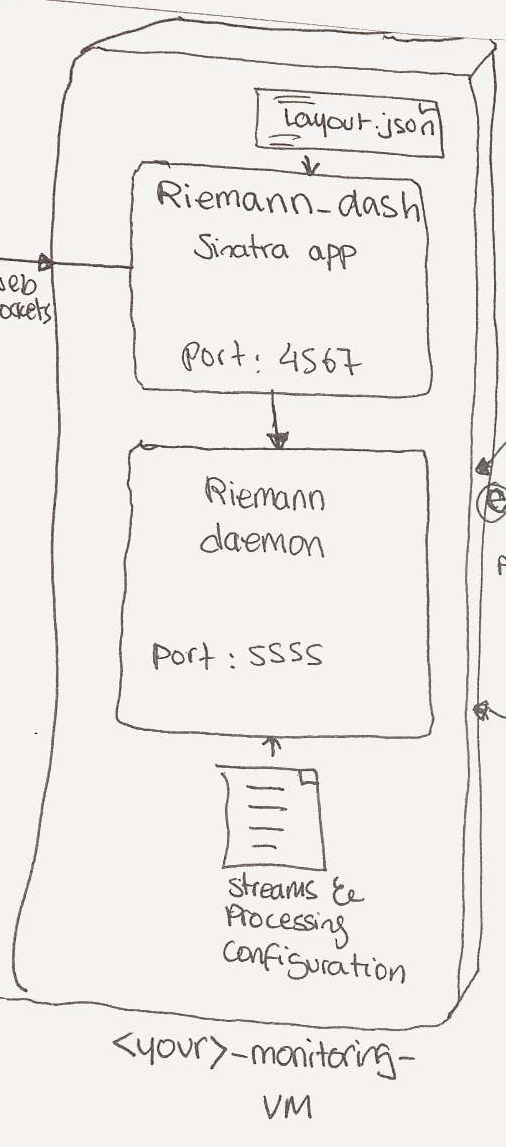 Layout.json
Riemann_dash
Sinatra app
Port: 4567
Riemann
daemon
Port: 5555
Streams &
Processing
Configuration
<your>-monitoring-
VM